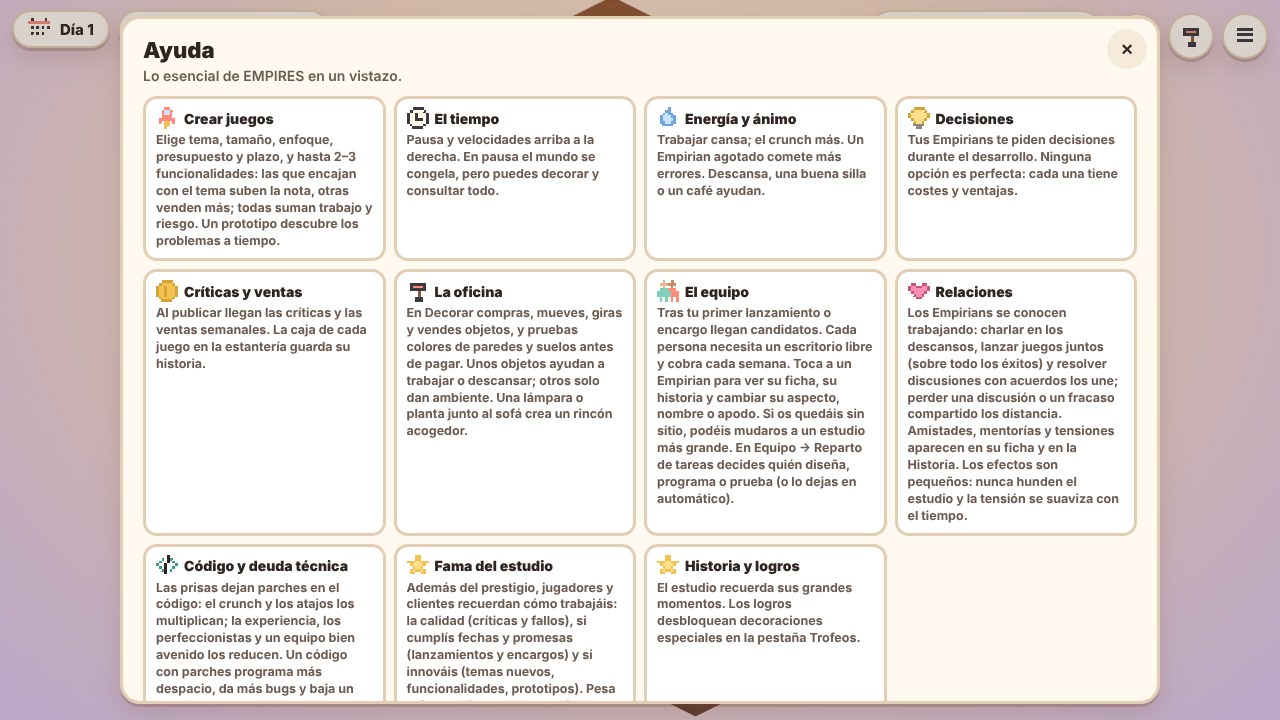 Día 1
Ayuda
Lo esencial de EMPIRES en un vistazo.
Crear juegos
Elige tema, tamaño, enfoque,
presupuesto y plazo, y hasta 2–3
funcionalidades: las que encajan
con el tema suben la nota, otras
venden más; todas suman trabajo y
riesgo. Un prototipo descubre los
problemas a tiempo.
El tiempo
Pausa y velocidades arriba a la
derecha. En pausa el mundo se
congela, pero puedes decorar y
consultar todo.
Energía y ánimo
Trabajar cansa; el crunch más. Un
Empirian agotado comete más
errores. Descansa, una buena silla
o un café ayudan.
Decisiones
Tus Empirians te piden decisiones
durante el desarrollo. Ninguna
opción es perfecta: cada una tiene
costes y ventajas.
Críticas y ventas
Al publicar llegan las críticas y las
ventas semanales. La caja de cada
juego en la estantería guarda su
historia.
La oficina
En Decorar compras, mueves, giras
y vendes objetos, y pruebas
colores de paredes y suelos antes
de pagar. Unos objetos ayudan a
trabajar o descansar; otros solo
dan ambiente. Una lámpara o
planta junto al sofá crea un rincón
acogedor.
El equipo
Tras tu primer lanzamiento o
encargo llegan candidatos. Cada
persona necesita un escritorio libre
y cobra cada semana. Toca a un
Empirian para ver su ficha, su
historia y cambiar su aspecto,
nombre o apodo. Si os quedáis sin
sitio, podéis mudaros a un estudio
más grande. En Equipo → Reparto
de tareas decides quién diseña,
programa o prueba (o lo dejas en
automático).
Relaciones
Los Empirians se conocen
trabajando: charlar en los
descansos, lanzar juegos juntos
(sobre todo los éxitos) y resolver
discusiones con acuerdos los une;
perder una discusión o un fracaso
compartido los distancia.
Amistades, mentorías y tensiones
aparecen en su ficha y en la
Historia. Los efectos son
pequeños: nunca hunden el
estudio y la tensión se suaviza con
el tiempo.
Código y deuda técnica
Las prisas dejan parches en el
código: el crunch y los atajos los
multiplican; la experiencia, los
perfeccionistas y un equipo bien
avenido los reducen. Un código
con parches programa más
despacio, da más bugs y baja un
Fama del estudio
Además del prestigio, jugadores y
clientes recuerdan cómo trabajáis:
la calidad (críticas y fallos), si
cumplís fechas y promesas
(lanzamientos y encargos) y si
innováis (temas nuevos,
funcionalidades, prototipos). Pesa
Historia y logros
El estudio recuerda sus grandes
momentos. Los logros
desbloquean decoraciones
especiales en la pestaña Trofeos.